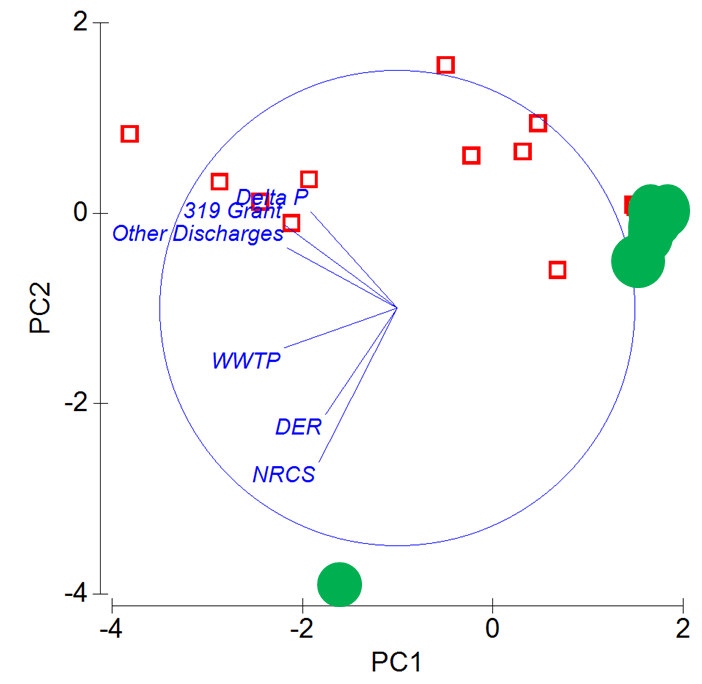 2
Delta P
319 Grant
0
Other Discharges
PC2
WWTP
-2
DER
NRCS
-4
-4
-2
0
2
PC1